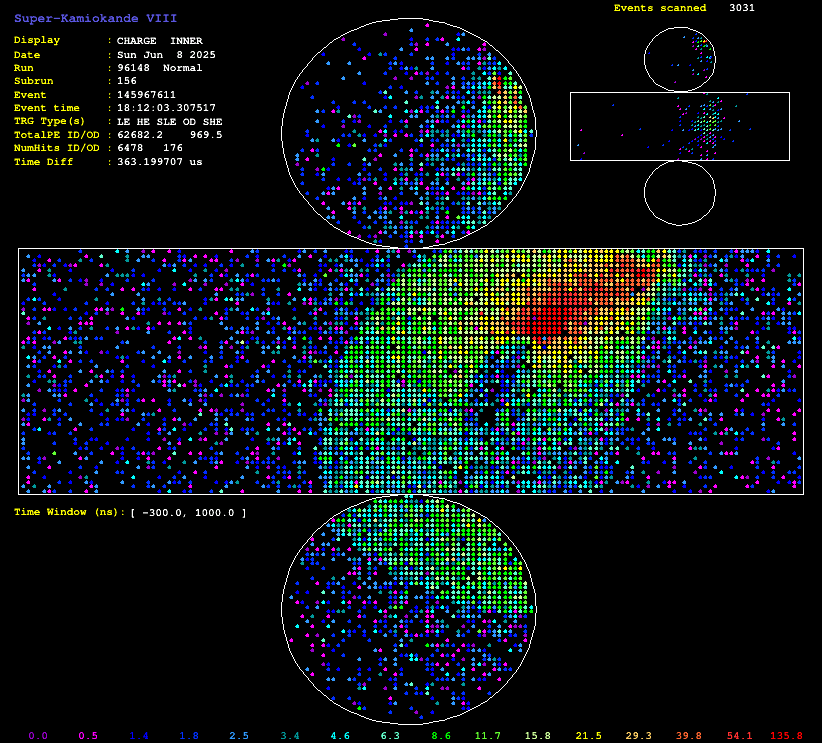 Super-Kamiokande VIII
Events scanned 3031
Display : CHARGE INNER
Date : Sun Jun 8 2025
Run : 96148 Normal
Subrun : 156
Event : 145967611
Event time : 18:12:03.307517
TRG Type(s) : LE HE SLE OD SHE
TotalPE ID/OD : 62682.2 969.5
NumHits ID/OD : 6478 176
Time Diff : 363.199707 us
Time Window (ns): [ -300.0, 1000.0 ]
0.0 0.5 1.4 1.8 2.5 3.4 4.6 6.3 8.6 11.7 15.8 21.5 29.3 39.8 54.1 135.8